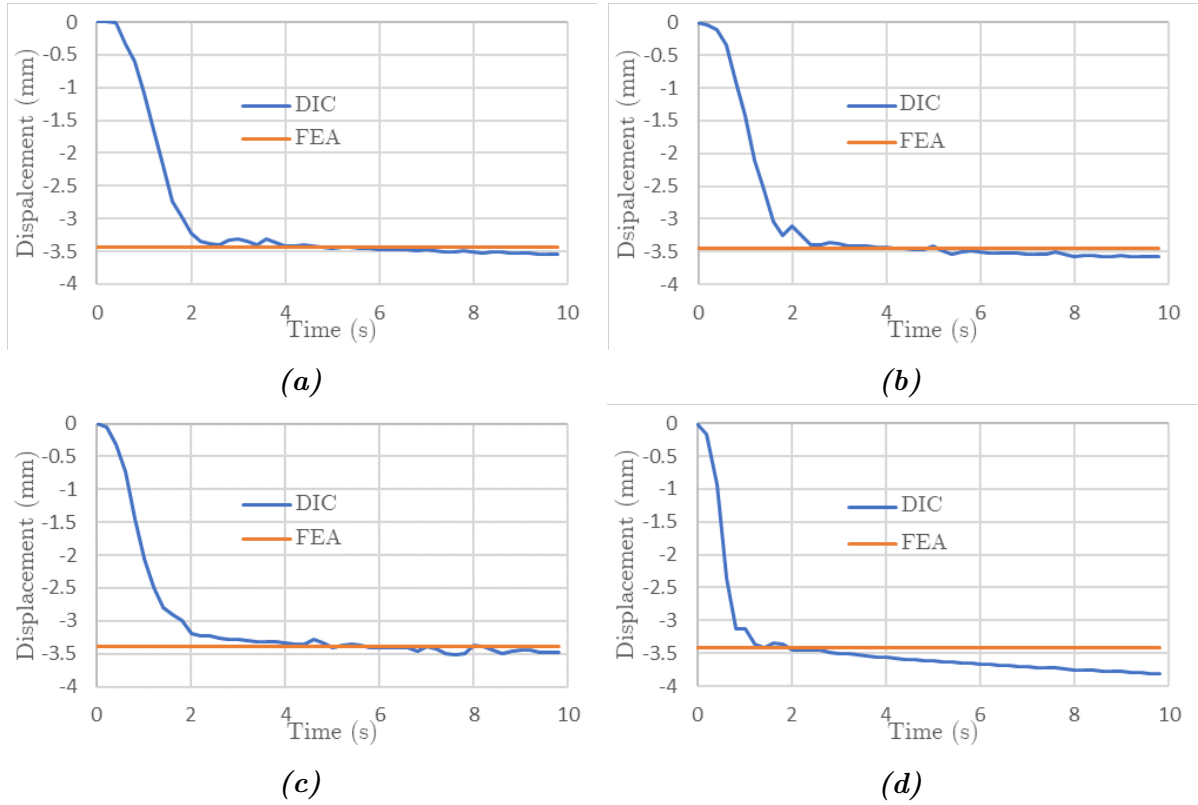 0
-0.5
-1
-1.5
-2
-2.5
-3
-3.5
-4
Dispalcement (mm)
DIC
FEA
0 2 4 6 8 10
Time (s)
(a)
0
-0.5
-1
-1.5
-2
-2.5
-3
-3.5
-4
Dsipalcement (mm)
DIC
FEA
0 2 4 6 8 10
Time (s)
(b)
0
-0.5
-1
-1.5
-2
-2.5
-3
-3.5
-4
Displacement (mm)
DIC
FEA
0 2 4 6 8 10
Time (s)
(c)
0
-0.5
-1
-1.5
-2
-2.5
-3
-3.5
-4
Displacement (mm)
DIC
FEA
0 2 4 6 8 10
Time (s)
(d)